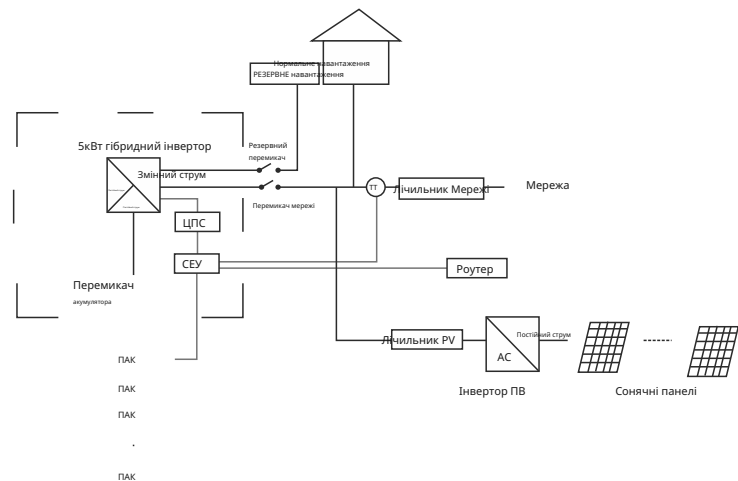 Нормальне навантаження
РЕЗЕРВНЕ навантаження
5кВт гібридний інвертор
Резервний
перемикач
Змінний струм
ТТ
Лічильник Мережі
Мережа
Перемикач мережі
ЦПС
СЕУ
Роутер
Перемикач
акумулятора
Постійний струм
Лічильник PV
АС
ПАК
Інвертор ПВ
Сонячні панелі
ПАК
ПАК
.
ПАК